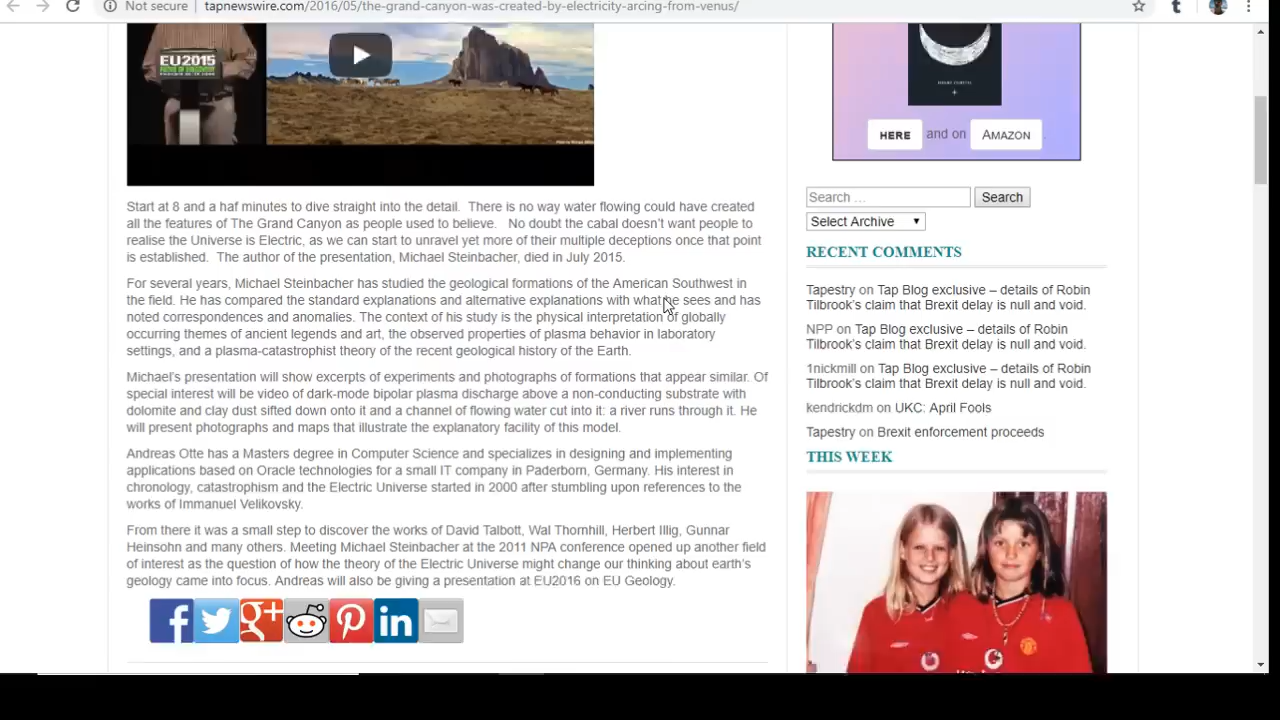 Not secure
tapnewswire.com/2016/05/the-grand-canyon-was-created-by-electricity-arcing-from-venus/
EU2015
HERE and on AMAZON
Start at 8 and a haf minutes to dive straight into the detail.  There is no way water flowing could have created
all the features of The Grand Canyon as people used to believe.   No doubt the cabal doesn't want people to
realise the Universe is Electric, as we can start to unravel yet more of their multiple deceptions once that point
is established.  The author of the presentation, Michael Steinbacher, died in July 2015.
For several years, Michael Steinbacher has studied the geological formations of the American Southwest in
the field. He has compared the standard explanations and alternative explanations with what he sees and has
noted correspondences and anomalies. The context of his study is the physical interpretation of globally
occurring themes of ancient legends and art, the observed properties of plasma behavior in laboratory
settings, and a plasma-catastrophist theory of the recent geological history of the Earth.
Michael's presentation will show excerpts of experiments and photographs of formations that appear similar. Of
special interest will be video of dark-mode bipolar plasma discharge above a non-conducting substrate with
dolomite and clay dust sifted down onto it and a channel of flowing water cut into it: a river runs through it. He
will present photographs and maps that illustrate the explanatory facility of this model.
Andreas Otte has a Masters degree in Computer Science and specializes in designing and implementing
applications based on Oracle technologies for a small IT company in Paderborn, Germany. His interest in
chronology, catastrophism and the Electric Universe started in 2000 after stumbling upon references to the
works of Immanuel Velikovsky.
From there it was a small step to discover the works of David Talbott, Wal Thornhill, Herbert Illig, Gunnar
Heinsohn and many others. Meeting Michael Steinbacher at the 2011 NPA conference opened up another field
of interest as the question of how the theory of the Electric Universe might change our thinking about earth's
geology came into focus. Andreas will also be giving a presentation at EU2016 on EU Geology.
Search …
Search
Select Archive
RECENT COMMENTS
Tapestry on Tap Blog exclusive – details of Robin
Tilbrook's claim that Brexit delay is null and void.
NPP on Tap Blog exclusive – details of Robin
Tilbrook's claim that Brexit delay is null and void.
1nickmill on Tap Blog exclusive – details of Robin
Tilbrook's claim that Brexit delay is null and void.
kendrickdm on UKC: April Fools
Tapestry on Brexit enforcement proceeds
THIS WEEK